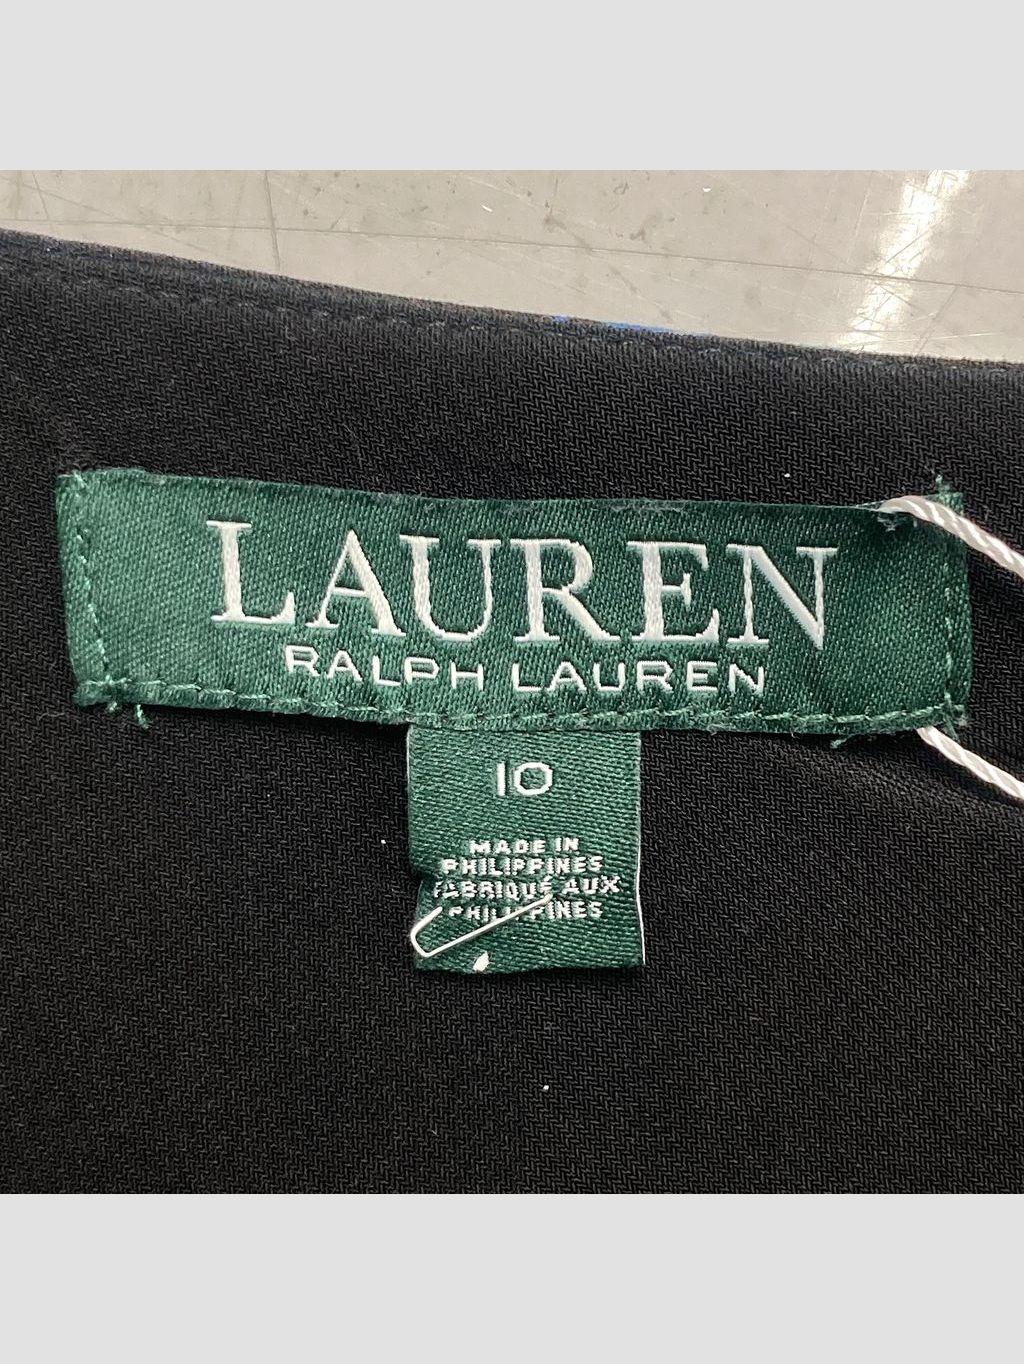 LAUREN
RALPH LAUREN
10
MADE IN
PHILIPPINES
FABRIQUÉ AUX
PHILIPPINES